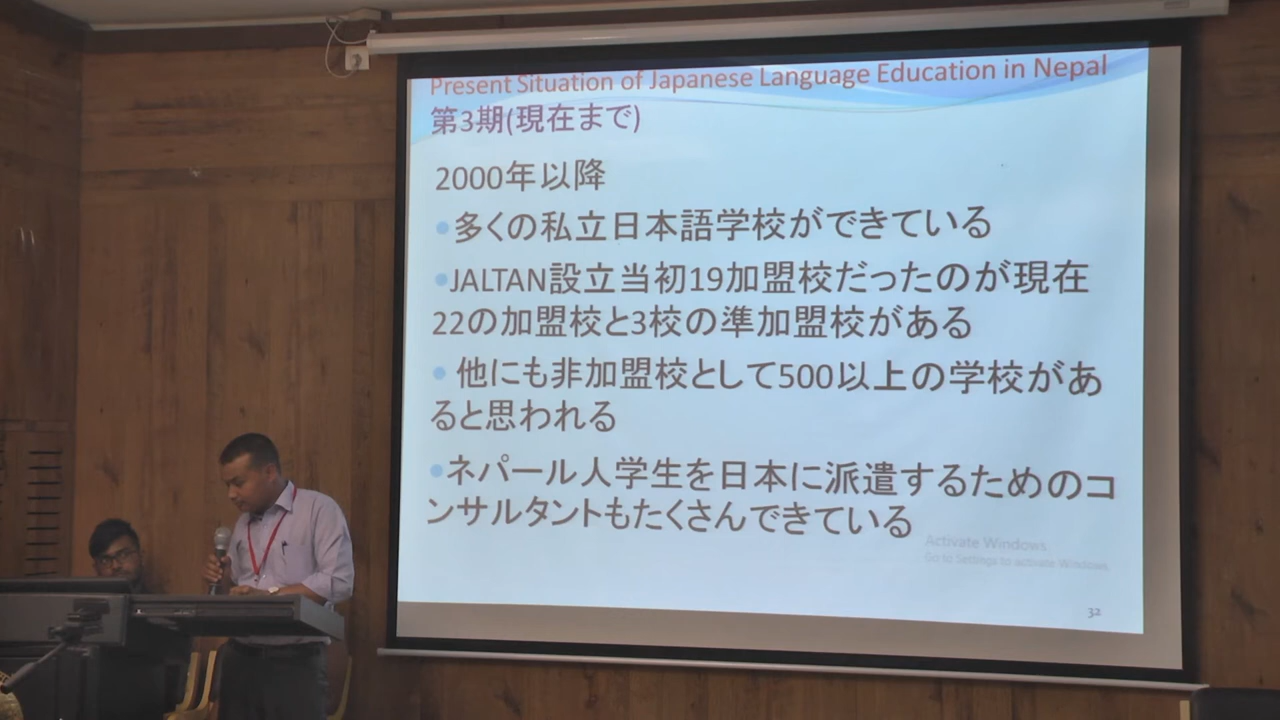 Present Situation of Japanese Language Education in Nepal
第3期(現在まで)
2000年以降
•多くの私立日本語学校ができている
•JALTAN設立当初19加盟校だったのが現在
22の加盟校と3校の準加盟校がある
• 他にも非加盟校として500以上の学校があ
ると思われる
•ネパール人学生を日本に派遣するためのコ
ンサルタントもたくさんできている
Activate Windows
Go to Settings to activate Windows.
32